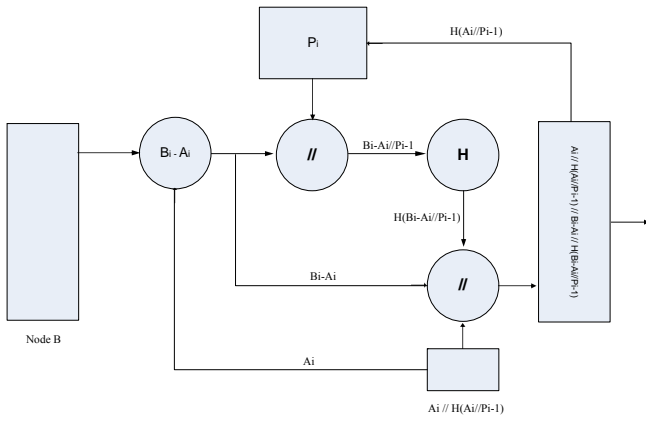 H(Ai//Pi-1)
Pi
Bi - Ai
//
Bi-Ai//Pi-1
H
H(Bi-Ai//Pi-1)
Ai // H(Ai//Pi-1) // Bi-Ai // H(Bi-Ai//Pi-1)
Bi-Ai
//
Node B
Ai
Ai // H(Ai//Pi-1)